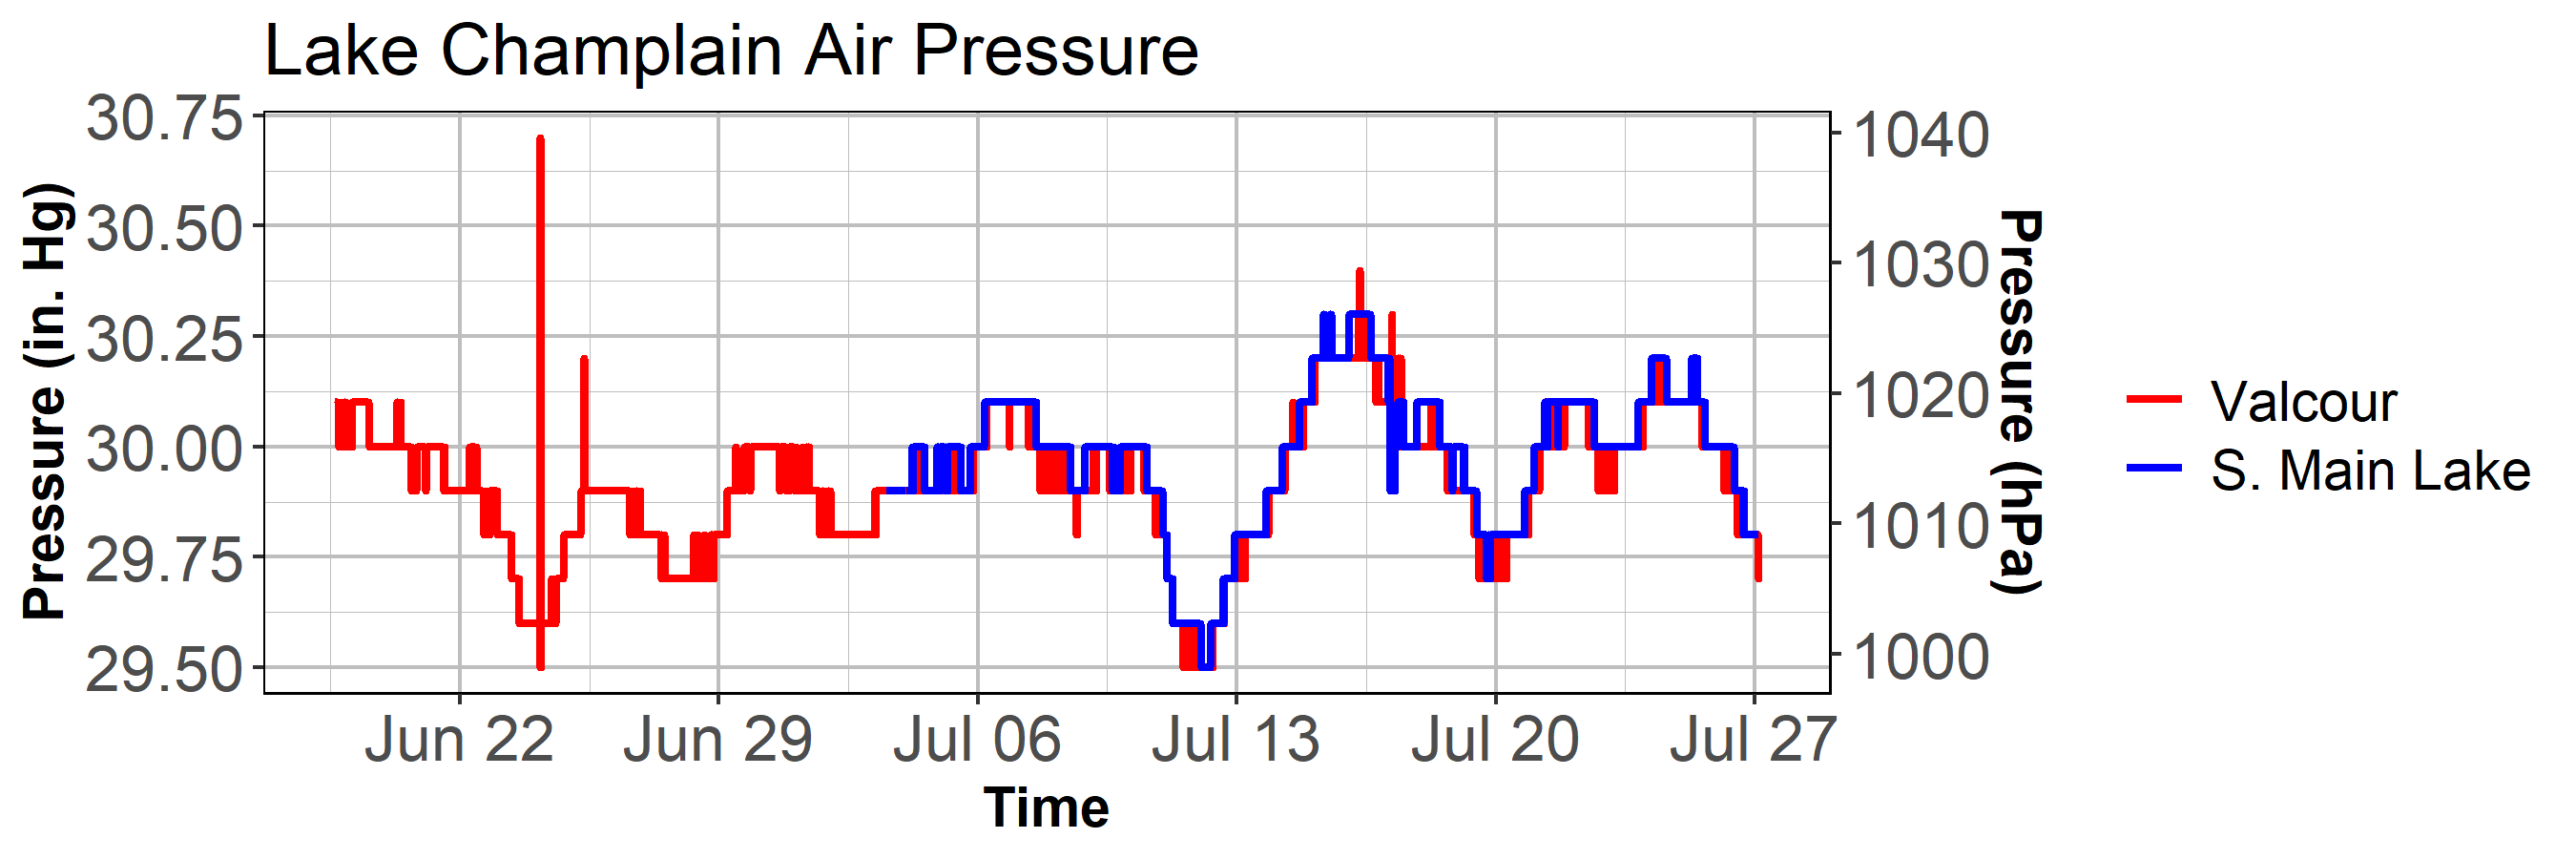 Lake Champlain Air Pressure
Pressure (in. Hg)
30.75
30.50
30.25
30.00
29.75
29.50
1040
1030
1020
1010
1000
Pressure (hPa)
Jun 22 Jun 29 Jul 06 Jul 13 Jul 20 Jul 27
Time
Valcour
S. Main Lake